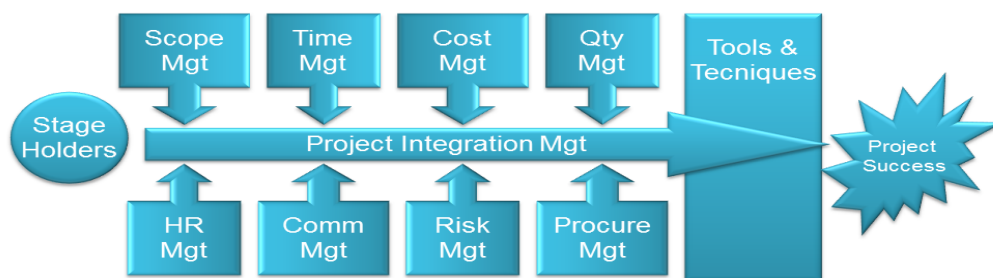 Scope
Mgt
Time
Mgt
Cost
Mgt
Qty
Mgt
Tools &
Tecniques
Stage
Holders
Project Integration Mgt
Project
Success
HR
Mgt
Comm
Mgt
Risk
Mgt
Procure
Mgt